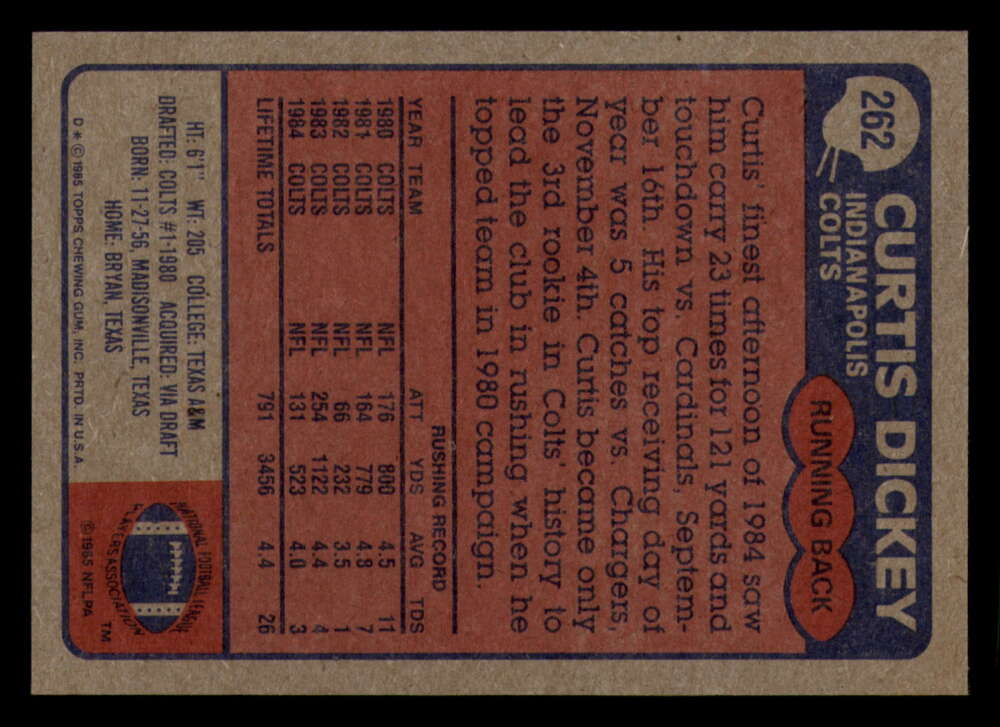 262
CURTIS DICKEY
INDIANAPOLIS
COLTS
RUNNING BACK
Curtis' finest afternoon of 1984 saw
him carry 23 times for 121 yards and
touchdown vs. Cardinals, Septem-
ber 16th. His top receiving day of
year was 5 catches vs. Chargers,
November 4th. Curtis became only
the 3rd rookie in Colts' history to
lead the club in rushing when he
topped team in 1980 campaign.
RUSHING RECORD
YEAR TEAM ATT YDS AVG TDS
1980 COLTS NFL 176 800 4.5 11
1981 COLTS NFL 164 779 4.8 7
1982 COLTS NFL 66 232 3.5 1
1983 COLTS NFL 254 1122 4.4 4
1984 COLTS NFL 131 523 4.0 3
LIFETIME TOTALS 791 3456 4.4 26
HT: 6'1" WT: 205 COLLEGE: TEXAS A&M
DRAFTED: COLTS #1-1980 ACQUIRED: VIA DRAFT
BORN: 11-27-56, MADISONVILLE, TEXAS
HOME: BRYAN, TEXAS
D * © 1985 TOPPS CHEWING GUM, INC. PRTD. IN U.S.A.
NATIONAL FOOTBALL LEAGUE
PLAYERS ASSOCIATION
TM
© 1985 NFLPA